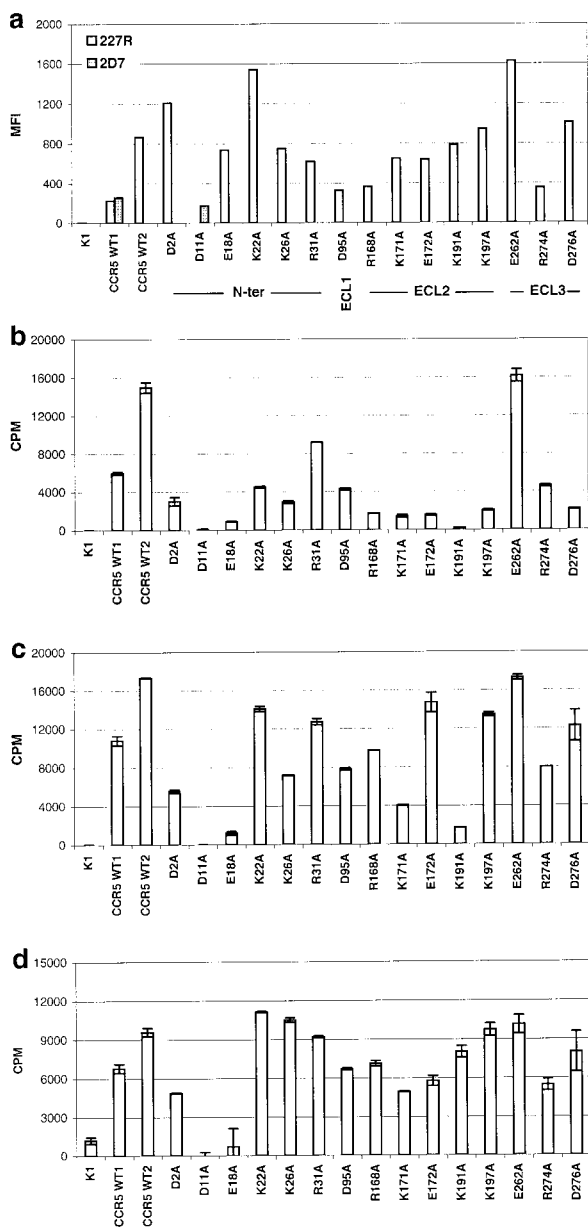 a
2000
1600
1200
800
400
0
MFI
227R
2D7
K1
CCR5 WT1
CCR5 WT2
D2A
D11A
E18A
K22A
K26A
R31A
D95A
R168A
K171A
E172A
K191A
K197A
E262A
R274A
D276A
N-ter
ECL1
ECL2
ECL3
b
20000
16000
12000
8000
4000
0
CPM
K1
CCR5 WT1
CCR5 WT2
D2A
D11A
E18A
K22A
K26A
R31A
D95A
R168A
K171A
E172A
K191A
K197A
E262A
R274A
D276A
c
20000
16000
12000
8000
4000
0
CPM
K1
CCR5 WT1
CCR5 WT2
D2A
D11A
E18A
K22A
K26A
R31A
D95A
R168A
K171A
E172A
K191A
K197A
E262A
R274A
D276A
d
15000
12000
9000
6000
3000
0
CPM
K1
CCR5 WT1
CCR5 WT2
D2A
D11A
E18A
K22A
K26A
R31A
D95A
R168A
K171A
E172A
K191A
K197A
E262A
R274A
D276A